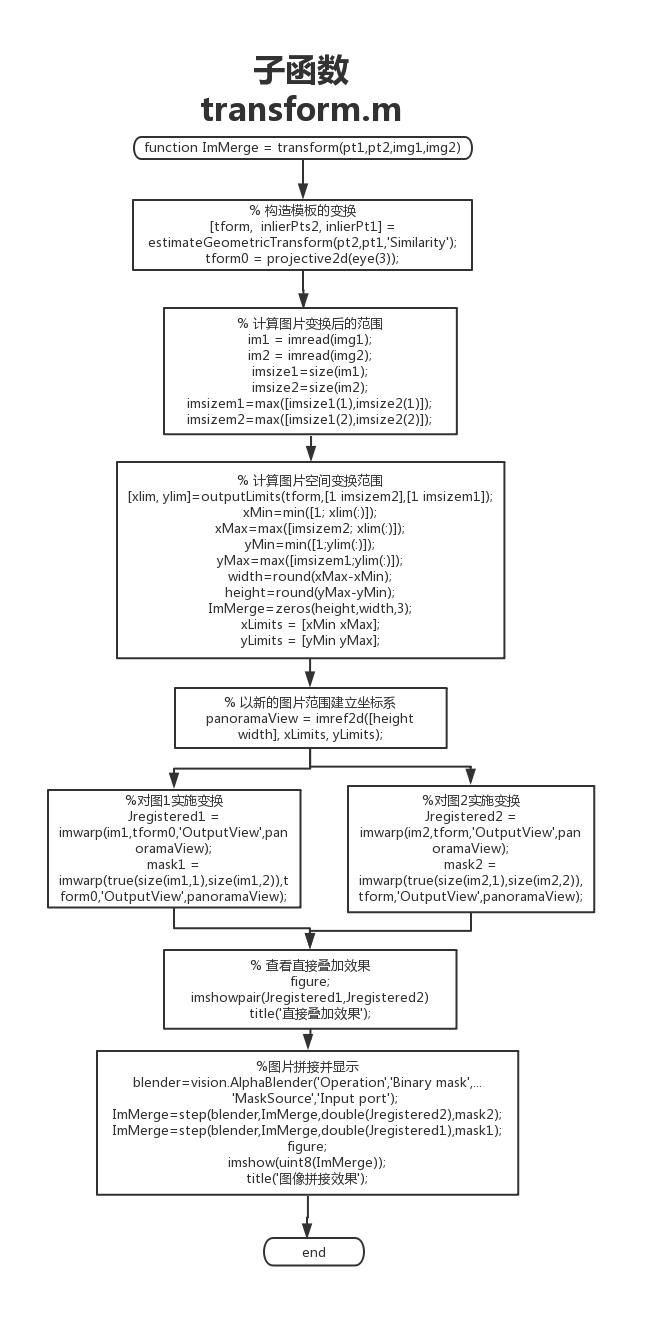 子函数
transform.m
function ImMerge = transform(pt1,pt2,img1,img2)
% 构造模板的变换
[tform,  inlierPts2, inlierPt1] =
estimateGeometricTransform(pt2,pt1,'Similarity');
tform0 = projective2d(eye(3));
% 计算图片变换后的范围
im1 = imread(img1);
im2 = imread(img2);
imsize1=size(im1);
imsize2=size(im2);
imsizem1=max([imsize1(1),imsize2(1)]);
imsizem2=max([imsize1(2),imsize2(2)]);
% 计算图片空间变换范围
[xlim, ylim]=outputLimits(tform,[1 imsizem2],[1 imsizem1]);
xMin=min([1; xlim(:)]);
xMax=max([imsizem2; xlim(:)]);
yMin=min([1;ylim(:)]);
yMax=max([imsizem1;ylim(:)]);
width=round(xMax-xMin);
height=round(yMax-yMin);
ImMerge=zeros(height,width,3);
xLimits = [xMin xMax];
yLimits = [yMin yMax];
% 以新的图片范围建立坐标系
panoramaView = imref2d([height
width], xLimits, yLimits);
%对图1实施变换
Jregistered1 =
imwarp(im1,tform0,'OutputView',pan
oramaView);
mask1 =
imwarp(true(size(im1,1),size(im1,2)),t
form0,'OutputView',panoramaView);
%对图2实施变换
Jregistered2 =
imwarp(im2,tform,'OutputView',pan
oramaView);
mask2 =
imwarp(true(size(im2,1),size(im2,2)),
tform,'OutputView',panoramaView);
% 查看直接叠加效果
figure;
imshowpair(Jregistered1,Jregistered2)
title('直接叠加效果');
%图片拼接并显示
blender=vision.AlphaBlender('Operation','Binary mask',...
'MaskSource','Input port');
ImMerge=step(blender,ImMerge,double(Jregistered2),mask2);
ImMerge=step(blender,ImMerge,double(Jregistered1),mask1);
figure;
imshow(uint8(ImMerge));
title('图像拼接效果');
end